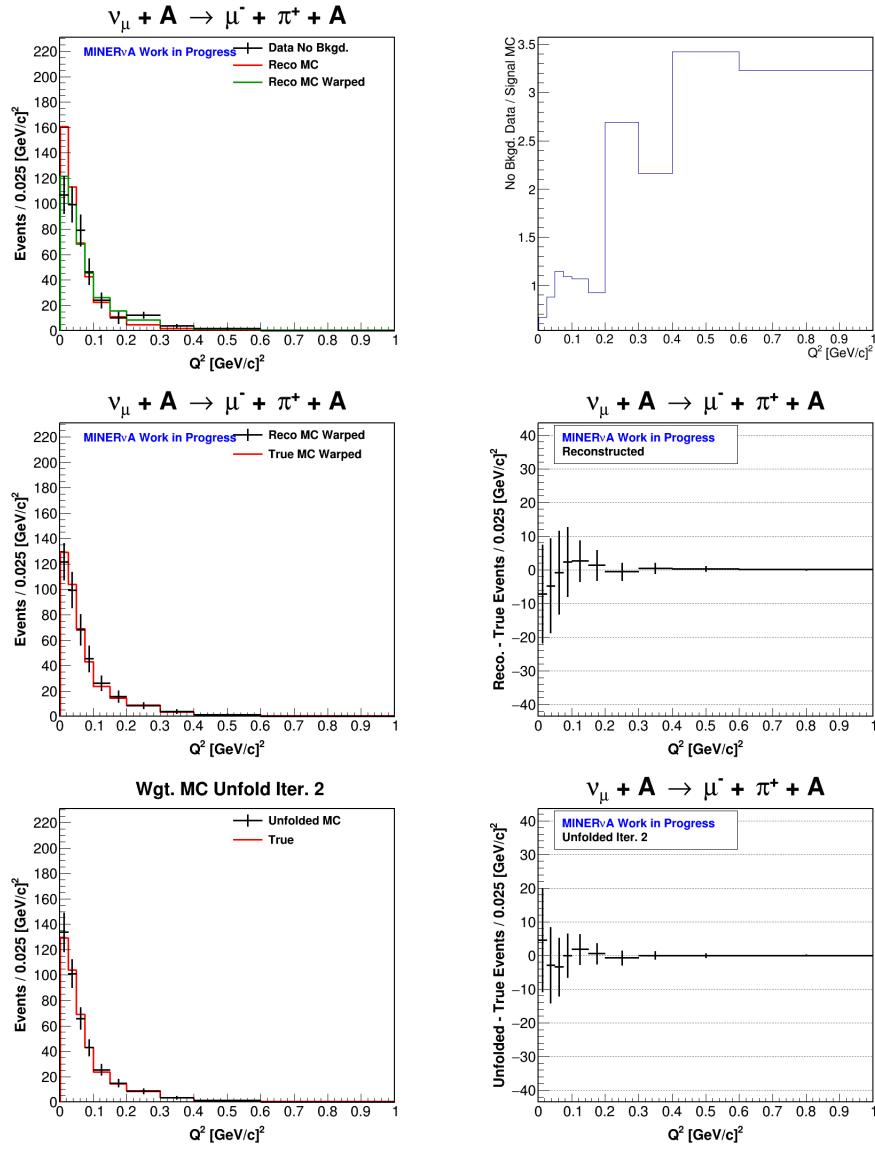 νμ + A → μ- + π+ + A
MINERνA Work in Progress
Data No Bkgd.
Reco MC
Reco MC Warped
Events / 0.025 [GeV/c]²
220
200
180
160
140
120
100
80
60
40
20
0
0 0.1 0.2 0.3 0.4 0.5 0.6 0.7 0.8 0.9 1
Q² [GeV/c]²
No Bkgd. Data / Signal MC
3.5
3
2.5
2
1.5
1
0 0.1 0.2 0.3 0.4 0.5 0.6 0.7 0.8 0.9 1
Q² [GeV/c]²
νμ + A → μ- + π+ + A
MINERνA Work in Progress
Reco MC Warped
True MC Warped
Events / 0.025 [GeV/c]²
220
200
180
160
140
120
100
80
60
40
20
0
0 0.1 0.2 0.3 0.4 0.5 0.6 0.7 0.8 0.9 1
Q² [GeV/c]²
νμ + A → μ- + π+ + A
MINERνA Work in Progress
Reconstructed
Reco. - True Events / 0.025 [GeV/c]²
40
30
20
10
0
−10
−20
−30
−40
0 0.1 0.2 0.3 0.4 0.5 0.6 0.7 0.8 0.9 1
Q² [GeV/c]²
Wgt. MC Unfold Iter. 2
Unfolded MC
True
Events / 0.025 [GeV/c]²
220
200
180
160
140
120
100
80
60
40
20
0
0 0.1 0.2 0.3 0.4 0.5 0.6 0.7 0.8 0.9 1
Q² [GeV/c]²
νμ + A → μ- + π+ + A
MINERνA Work in Progress
Unfolded Iter. 2
Unfolded - True Events / 0.025 [GeV/c]²
40
30
20
10
0
−10
−20
−30
−40
0 0.1 0.2 0.3 0.4 0.5 0.6 0.7 0.8 0.9 1
Q² [GeV/c]²